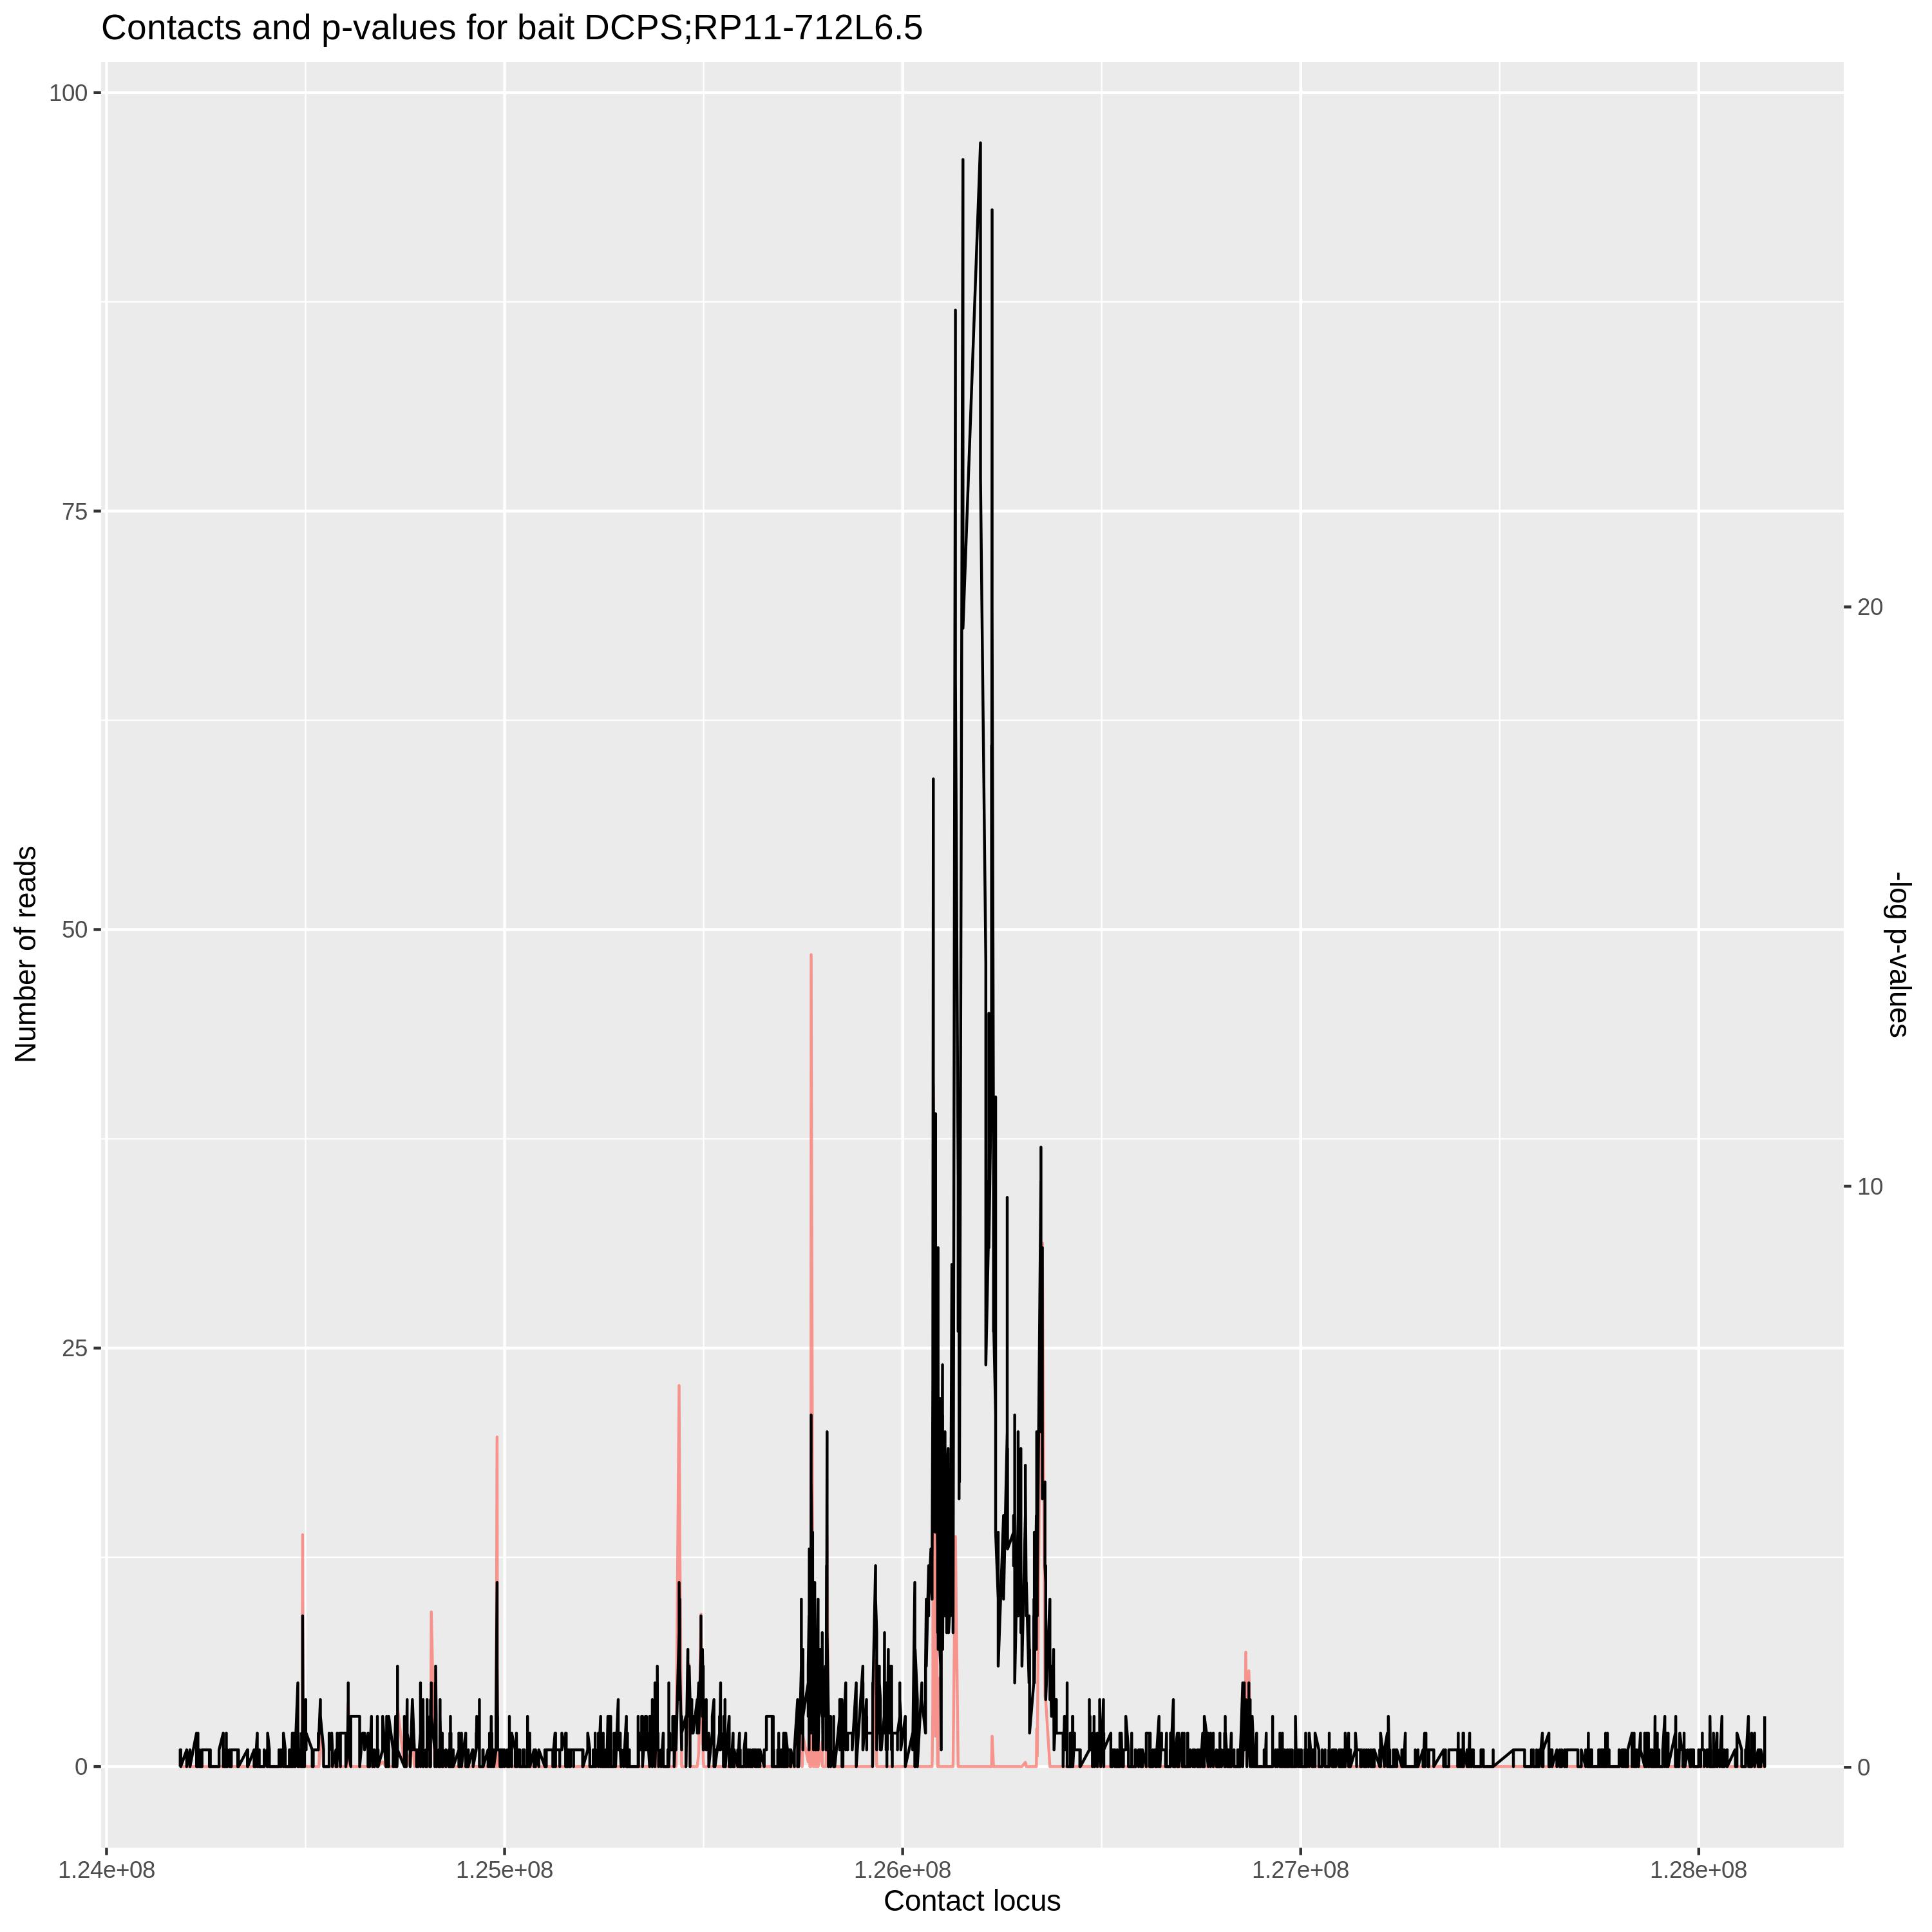 Contacts and p-values for bait DCPS;RP11-712L6.5
100
75
50
25
0
Number of reads
20
10
0
-log p-values
1.24e+08 1.25e+08 1.26e+08 1.27e+08 1.28e+08
Contact locus